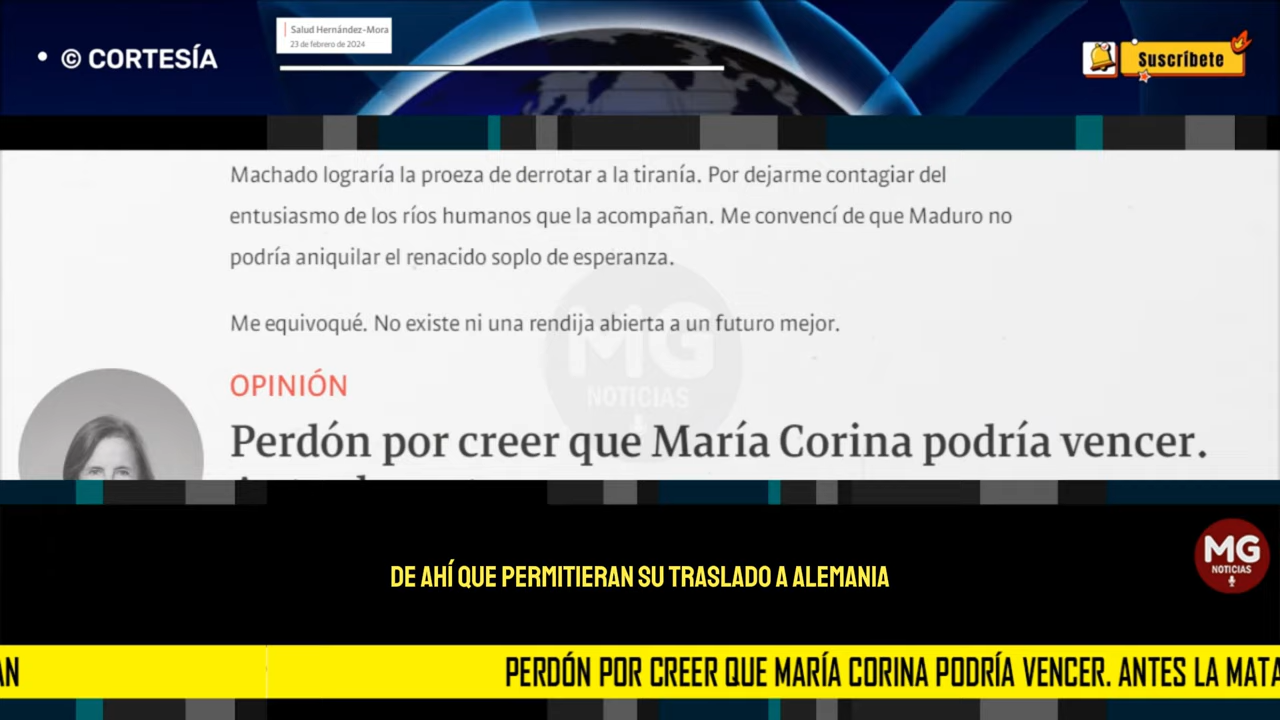 Salud Hernández-Mora
23 de febrero de 2024
• © CORTESÍA
Suscríbete
Machado lograría la proeza de derrotar a la tiranía. Por dejarme contagiar del
entusiasmo de los ríos humanos que la acompañan. Me convencí de que Maduro no
podría aniquilar el renacido soplo de esperanza.
Me equivoqué. No existe ni una rendija abierta a un futuro mejor.
MG
NOTICIAS
OPINIÓN
Perdón por creer que María Corina podría vencer.
DE AHÍ QUE PERMITIERAN SU TRASLADO A ALEMANIA
MG
NOTICIAS
AN
PERDÓN POR CREER QUE MARÍA CORINA PODRÍA VENCER. ANTES LA MATA